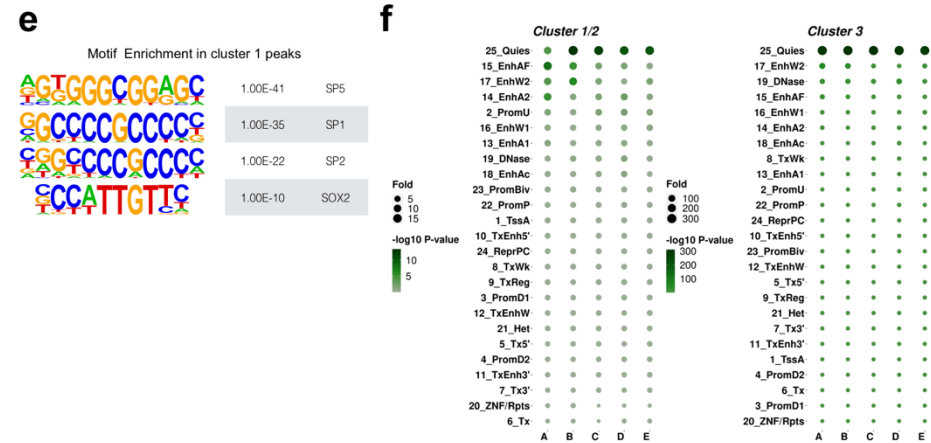 e
Motif Enrichment in cluster 1 peaks
AGTGGGCGGAGC 1.00E-41 SP5
GCCCCGCCCCC 1.00E-35 SP1
1.00E-22 SP2
CCATTGTTC 1.00E-10 SOX2
f
Cluster 1/2
25_Quies
15_EnhAF
17_EnhW2
14_EnhA2
2_PromU
16_EnhW1
13_EnhA1
19_DNase
18_EnhAc
23_PromBiv
22_PromP
1_TssA
10_TxEnh5'
24_ReprPC
8_TxWk
9_TxReg
3_PromD1
12_TxEnhW
21_Het
5_Tx5'
4_PromD2
11_TxEnh3'
7_Tx3'
20_ZNF/Rpts
6_Tx
A B C D E
Fold
5
10
15
-log10 P-value
10
5
Cluster 3
25_Quies
17_EnhW2
19_DNase
15_EnhAF
16_EnhW1
14_EnhA2
18_EnhAc
8_TxWk
13_EnhA1
2_PromU
22_PromP
24_ReprPC
10_TxEnh5'
23_PromBiv
12_TxEnhW
5_Tx5'
9_TxReg
21_Het
7_Tx3'
11_TxEnh3'
1_TssA
4_PromD2
6_Tx
3_PromD1
20_ZNF/Rpts
A B C D E
Fold
100
200
300
-log10 P-value
300
200
100